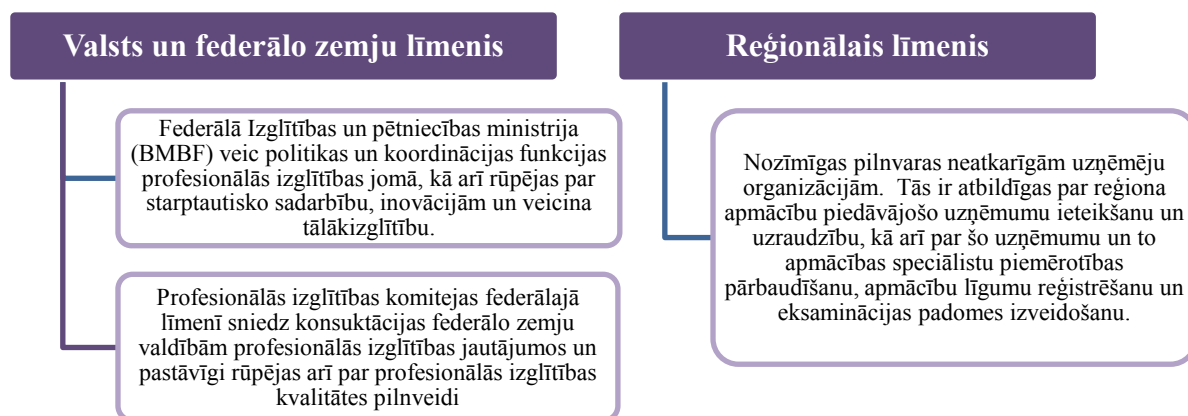 Valsts un federālo zemju līmenis
Federālā Izglītības un pētniecības ministrija
(BMBF) veic politikas un koordinācijas funkcijas
profesionālās izglītības jomā, kā arī rūpējas par
starptautisko sadarbību, inovācijām un veicina
tālākizglītību.
Profesionālās izglītības komitejas federālajā
līmenī sniedz konsuktācijas federālo zemju
valdībām profesionālās izglītības jautājumos un
pastāvīgi rūpējas arī par profesionālās izglītības
kvalitātes pilnveidi
Reģionālais līmenis
Nozīmīgas pilnvaras neatkarīgām uzņēmēju
organizācijām. Tās ir atbildīgas par reģiona
apmācību piedāvājošo uzņēmumu ieteikšanu un
uzraudzību, kā arī par šo uzņēmumu un to
apmācības speciālistu piemērotības
pārbaudīšanu, apmācību līgumu reģistrēšanu un
eksaminācijas padomes izveidošanu.